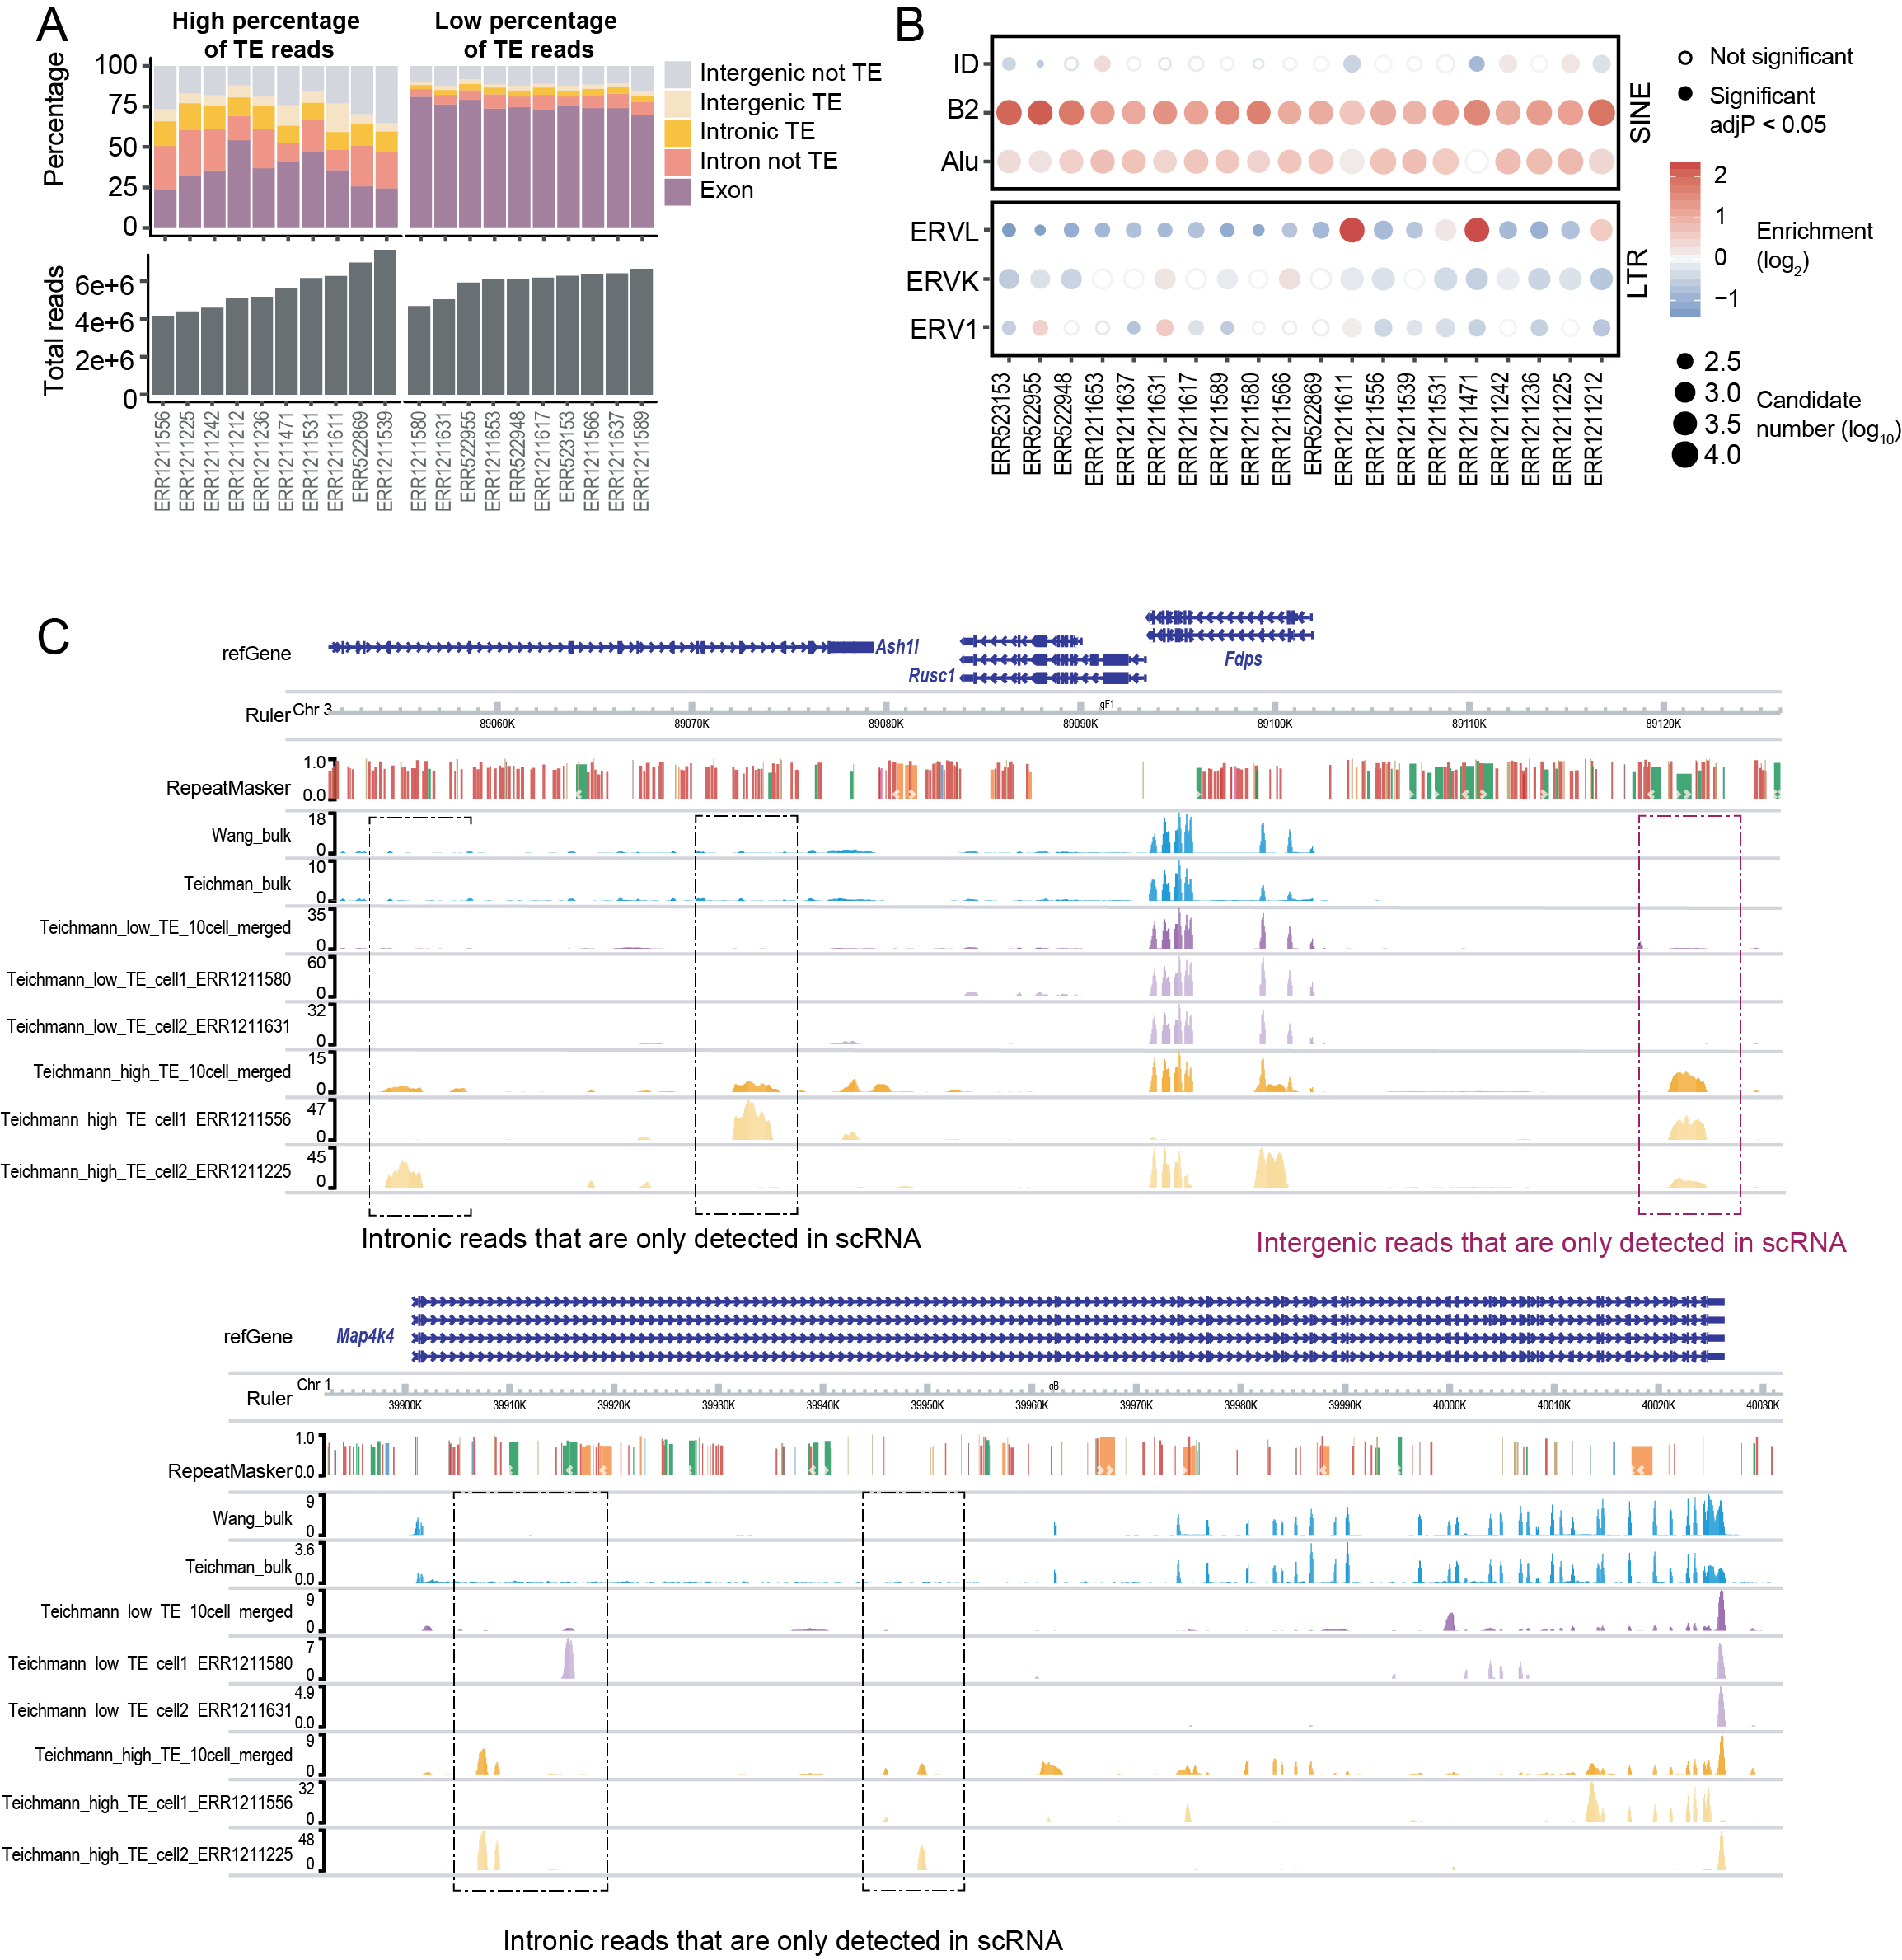 A
High percentage
of TE reads
Low percentage
of TE reads
Percentage
100
75
50
25
0
Intergenic not TE
Intergenic TE
Intronic TE
Intron not TE
Exon
Total reads
6e+6
4e+6
2e+6
0
ERR1211556
ERR1211225
ERR1211242
ERR1211212
ERR1211236
ERR1211471
ERR1211531
ERR1211611
ERR522869
ERR1211539
ERR1211580
ERR1211631
ERR522955
ERR1211653
ERR522948
ERR1211617
ERR523153
ERR1211566
ERR1211637
ERR1211589
B
ID
B2
Alu
SINE
ERVL
ERVK
ERV1
LTR
ERR523153
ERR522955
ERR522948
ERR1211653
ERR1211637
ERR1211631
ERR1211617
ERR1211589
ERR1211580
ERR1211566
ERR522869
ERR1211611
ERR1211556
ERR1211539
ERR1211531
ERR1211471
ERR1211242
ERR1211236
ERR1211225
ERR1211212
Not significant
Significant
adjP < 0.05
2
1
0
−1
Enrichment
(log2)
2.5
3.0
3.5
4.0
Candidate
number (log10)
C
refGene
Ash1l
Rusc1
Fdps
Ruler
Chr 3
qF1
89060K 89070K 89080K 89090K 89100K 89110K 89120K
RepeatMasker
1.0
0.0
Wang_bulk
18
0
Teichman_bulk
10
0
Teichmann_low_TE_10cell_merged
35
0
Teichmann_low_TE_cell1_ERR1211580
60
0
Teichmann_low_TE_cell2_ERR1211631
32
0
Teichmann_high_TE_10cell_merged
15
0
Teichmann_high_TE_cell1_ERR1211556
47
0
Teichmann_high_TE_cell2_ERR1211225
45
0
Intronic reads that are only detected in scRNA
Intergenic reads that are only detected in scRNA
refGene
Map4k4
Ruler
Chr 1
qB
39900K 39910K 39920K 39930K 39940K 39950K 39960K 39970K 39980K 39990K 40000K 40010K 40020K 40030K
RepeatMasker
1.0
0.0
Wang_bulk
9
0
Teichman_bulk
3.6
0.0
Teichmann_low_TE_10cell_merged
9
0
Teichmann_low_TE_cell1_ERR1211580
7
0
Teichmann_low_TE_cell2_ERR1211631
4.9
0.0
Teichmann_high_TE_10cell_merged
9
0
Teichmann_high_TE_cell1_ERR1211556
32
0
Teichmann_high_TE_cell2_ERR1211225
48
0
Intronic reads that are only detected in scRNA